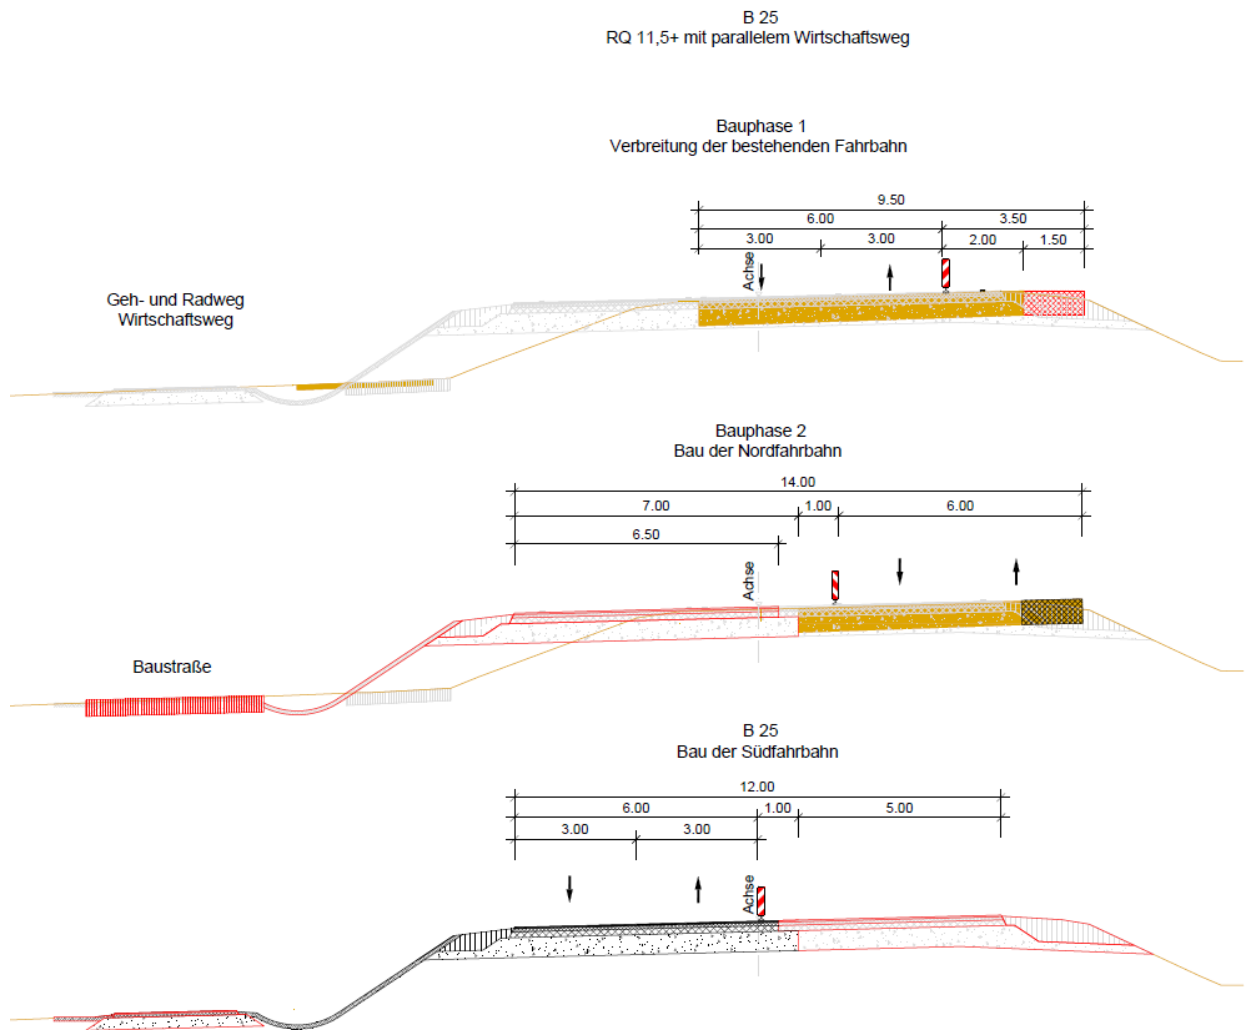 B 25
RQ 11,5+ mit parallelem Wirtschaftsweg
Bauphase 1
Verbreitung der bestehenden Fahrbahn
9.50
6.00 3.50
3.00 3.00 2.00 1.50
Achse
Geh- und Radweg
Wirtschaftsweg
Bauphase 2
Bau der Nordfahrbahn
14.00
7.00 1.00 6.00
6.50
Achse
Baustraße
B 25
Bau der Südfahrbahn
12.00
6.00 1.00 5.00
3.00 3.00
Achse